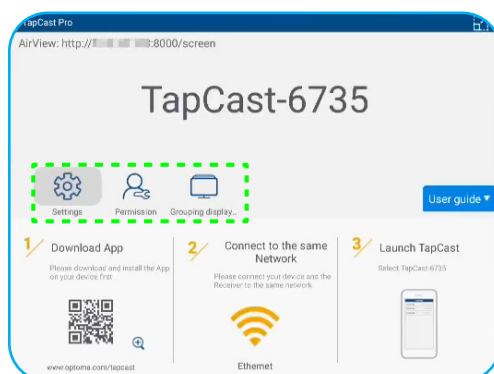 TapCast Pro
AirView: http:// :8000/screen
TapCast-6735
Settings
Permission
Grouping display...
User guide
1/ Download App
Please download and install the App
on your device first
www.optoma.com/tapcast
2/ Connect to the same
Network
Please connect your device and the
Receiver to the same network
Ethernet
3/ Launch TapCast
Select TapCast-6735